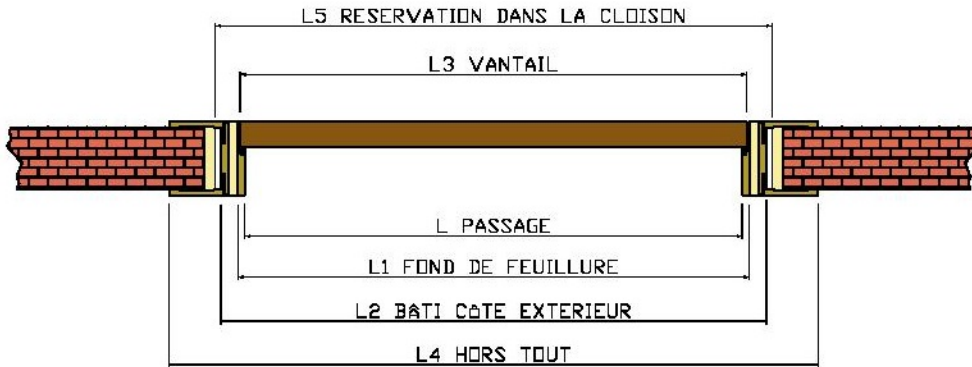 L5 RESERVATION DANS LA CLOISON
L3 VANTAIL
L PASSAGE
L1 FOND DE FEUILLURE
L2 BÂTI CÔTE EXTERIEUR
L4 HORS TOUT